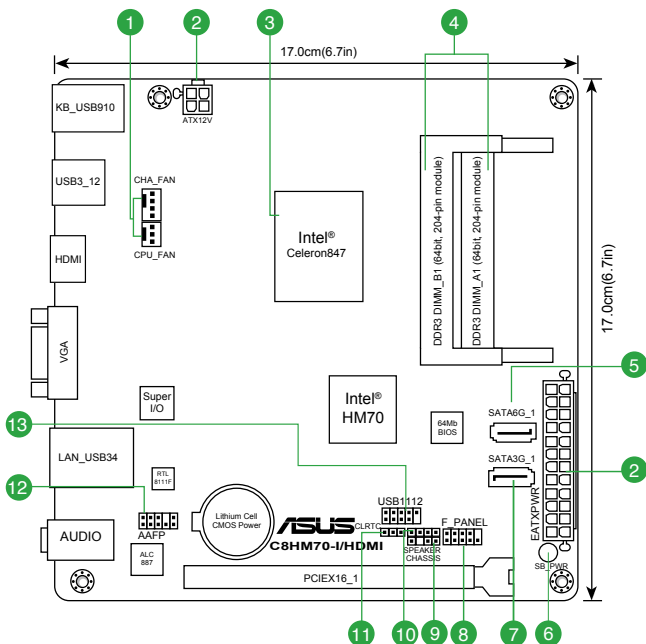 1
2
3
4
17.0cm(6.7in)
KB_USB910
ATX12V
USB3_12
CHA_FAN
CPU_FAN
Intel®
Celeron847
DDR3 DIMM_B1 (64bit, 204-pin module)
DDR3 DIMM_A1 (64bit, 204-pin module)
17.0cm(6.7in)
HDMI
VGA
5
Super
I/O
Intel®
HM70
64Mb
BIOS
SATA6G_1
13
LAN_USB34
RTL
8111F
SATA3G_1
2
EATXPWR
12
AAFP
Lithium Cell
CMOS Power
USB1112
AUDIO
ALC
887
ASUS
CLRTC
F_PANEL
C8HM70-I/HDMI
SPEAKER
CHASSIS
SB_PWR
PCIEX16_1
11
10
9
8
7
6